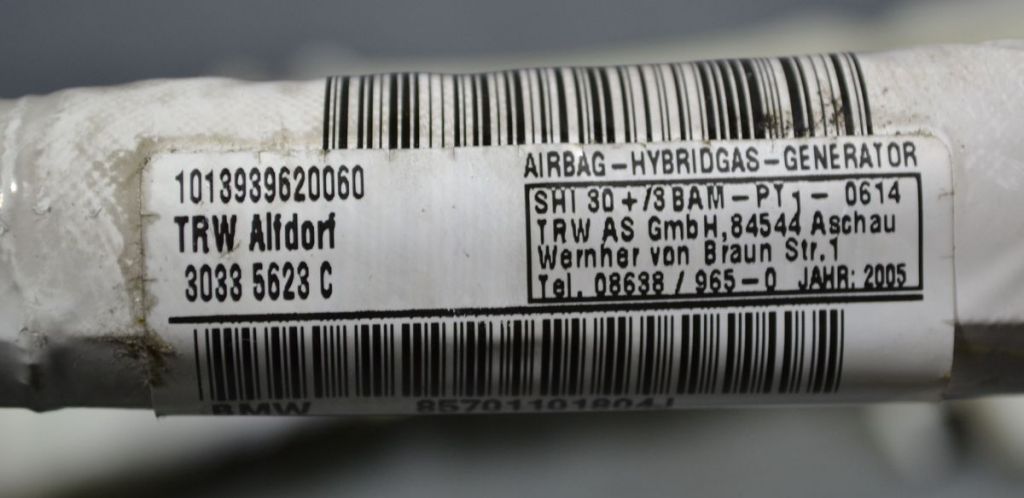 1013939620060
TRW Alfdorf
3033 5623 C
AIRBAG-HYBRIDGAS-GENERATOR
SHI 30 +/3 BAM-PT1- 0614
TRW AS GmbH,84544 Aschau
Wernher von Braun Str.1
Tel. 08638 / 965-0 JAHR: 2005
BMW